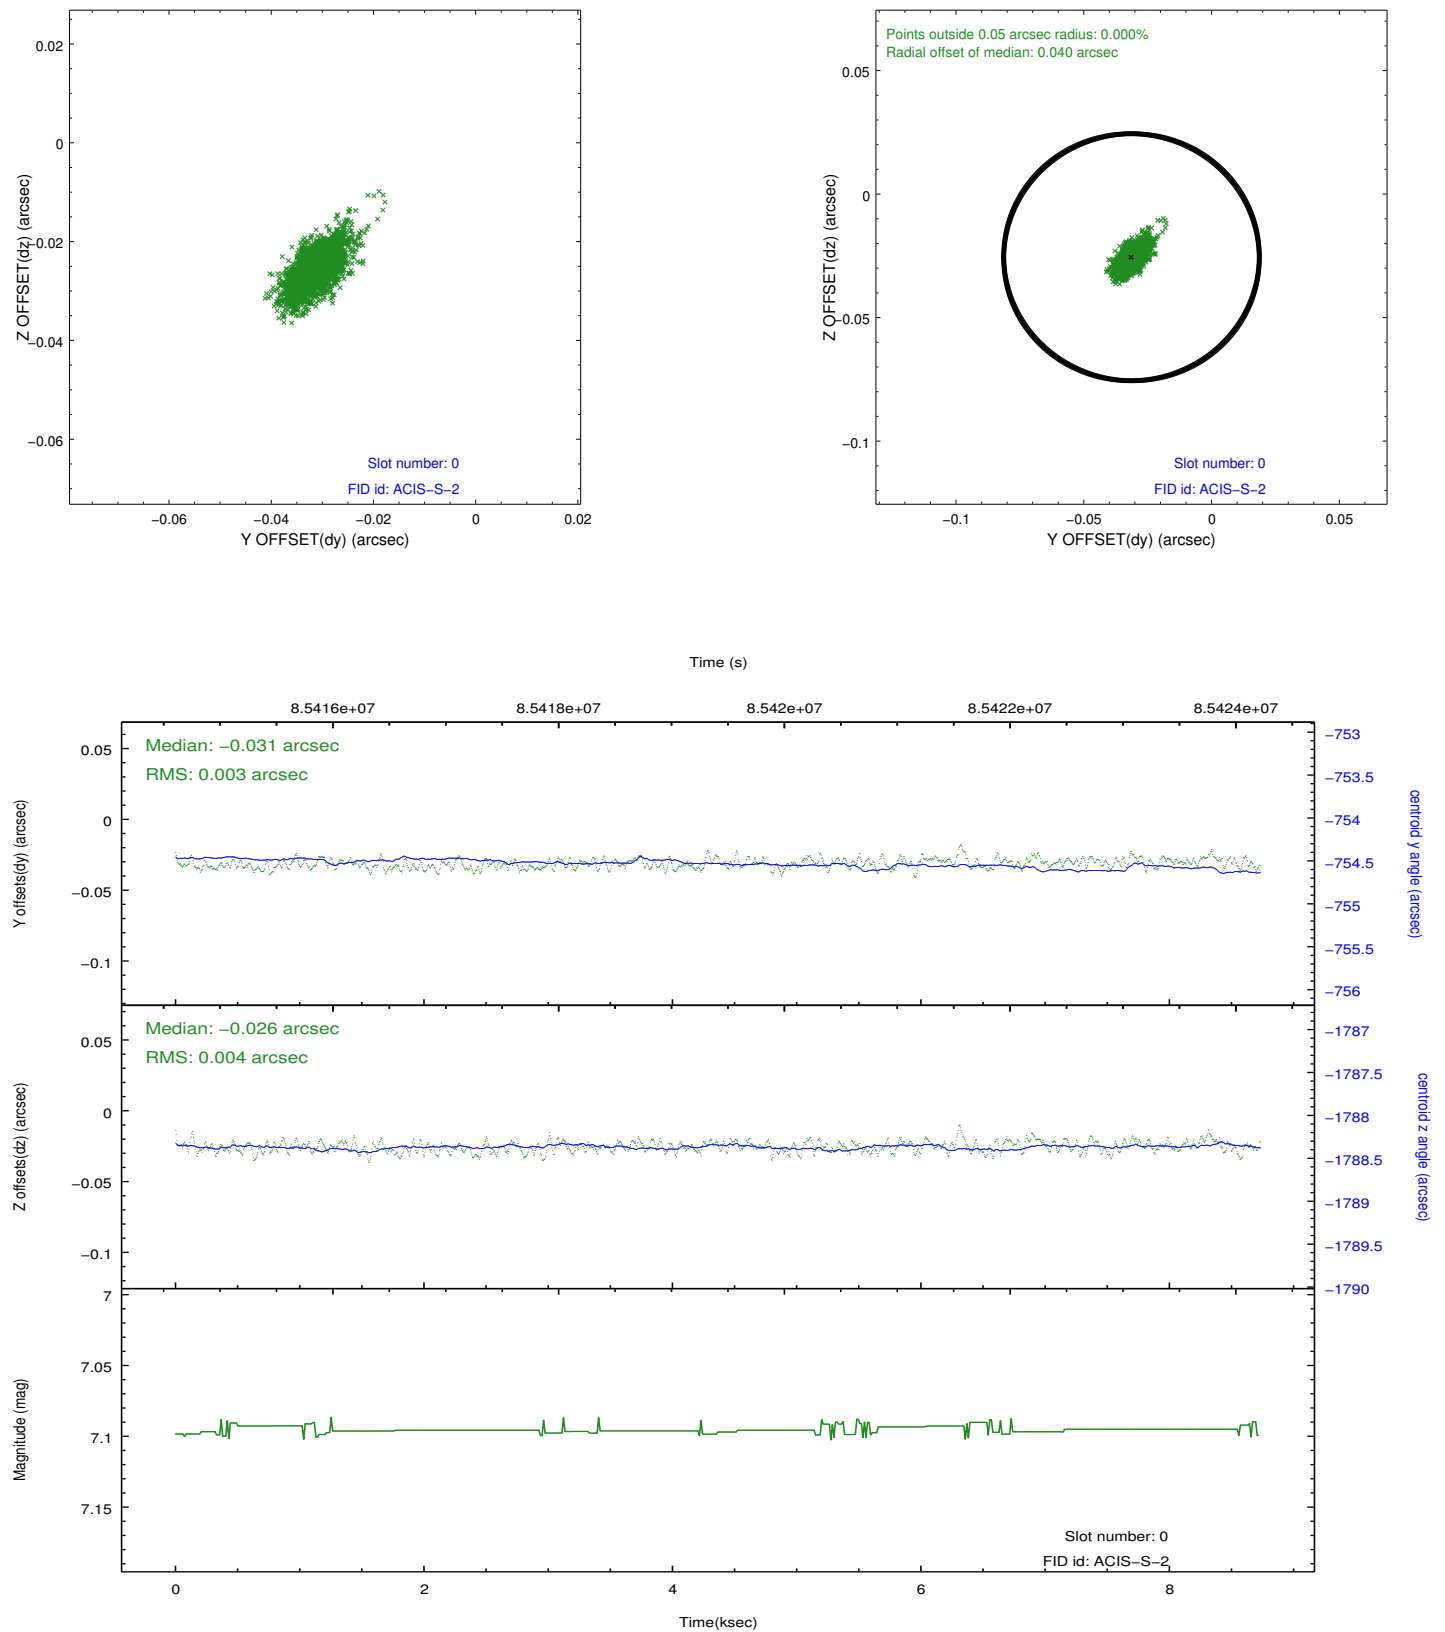 0.02
0
−0.02
−0.04
−0.06
Z OFFSET(dz) (arcsec)
Slot number: 0
FID id: ACIS−S−2
−0.06
−0.04
−0.02
0
0.02
Y OFFSET(dy) (arcsec)
Points outside 0.05 arcsec radius: 0.000%
Radial offset of median: 0.040 arcsec
0.05
0
−0.05
−0.1
Z OFFSET(dz) (arcsec)
Slot number: 0
FID id: ACIS−S−2
−0.1
−0.05
0
0.05
Y OFFSET(dy) (arcsec)
Time (s)
8.5416e+07
8.5418e+07
8.542e+07
8.5422e+07
8.5424e+07
Median: −0.031 arcsec
RMS: 0.003 arcsec
0.05
0
−0.05
−0.1
Y offsets(dy) (arcsec)
−753
−753.5
−754
−754.5
−755
−755.5
−756
centroid y angle (arcsec)
Median: −0.026 arcsec
RMS: 0.004 arcsec
0.05
0
−0.05
−0.1
Z offsets(dz) (arcsec)
−1787
−1787.5
−1788
−1788.5
−1789
−1789.5
−1790
centroid z angle (arcsec)
7
7.05
7.1
7.15
Magnitude (mag)
Slot number: 0
FID id: ACIS−S−2
0
2
4
6
8
Time(ksec)